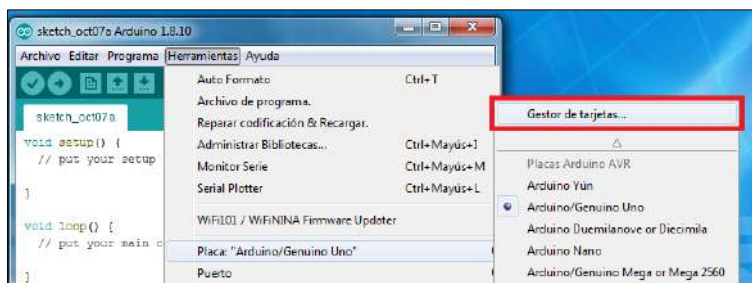 sketch_oct07a Arduino 1.8.10
Archivo Editar Programa Herramientas Ayuda
sketch_oct07a
void setup() {
// put your setup
}
void loop() {
// put your main c
}
Auto Formato Ctrl+T
Archivo de programa.
Reparar codificación & Recargar.
Administrar Bibliotecas... Ctrl+Mayús+I
Monitor Serie Ctrl+Mayús+M
Serial Plotter Ctrl+Mayús+L
WiFi101 / WiFiNINA Firmware Updater
Placa: "Arduino/Genuino Uno"
Puerto
Gestor de tarjetas...
Placas Arduino AVR
Arduino Yún
Arduino/Genuino Uno
Arduino Duemilanove or Diecimila
Arduino Nano
Arduino/Genuino Mega or Mega 2560